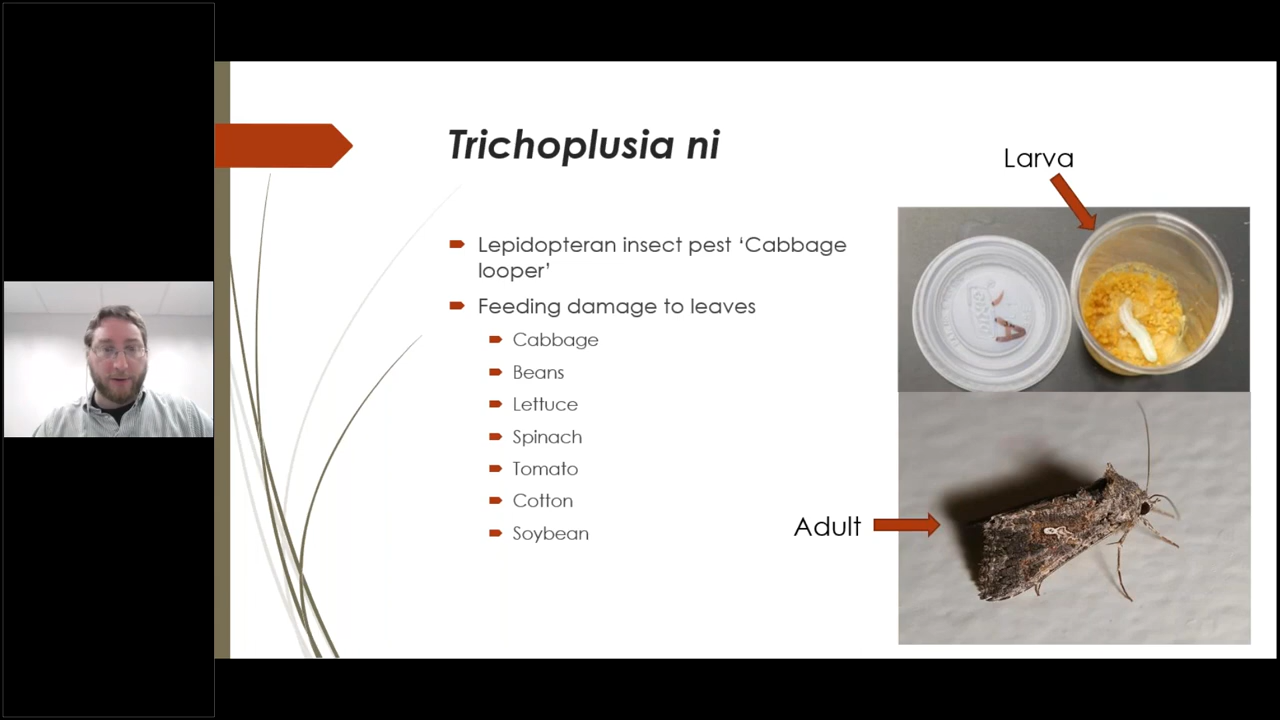 Trichoplusia ni
Larva
Lepidopteran insect pest ‘Cabbage
looper’
Feeding damage to leaves
Cabbage
Beans
Lettuce
Spinach
Tomato
Cotton
Soybean
Adult